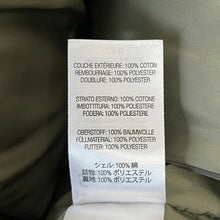 COUCHE EXTÉRIEURE: 100% COTON
REMBOURRAGE: 100% POLYESTER
DOUBLURE: 100% POLYESTER
STRATO ESTERNO: 100% COTONE
IMBOTTITURA: 100% POLIESTERE
FODERA: 100% POLIESTERE
OBERSTOFF: 100% BAUMWOLLE
FÜLLMATERIAL: 100% POLYESTER
FUTTER: 100% POLYESTER
シェル: 100% 綿
詰め物: 100% ポリエステル
裏地: 100% ポリエステル